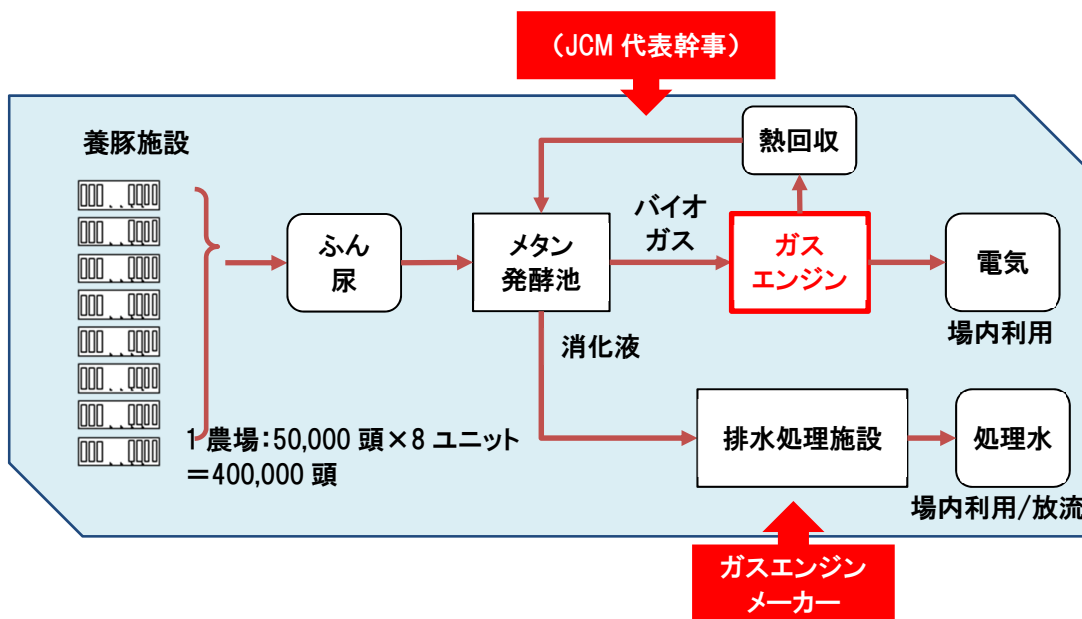 （JCM 代表幹事）
養豚施設
熱回収
バイオ
ガス
ふん
尿
メタン
発酵池
ガス
エンジン
電気
場内利用
消化液
1 農場：50,000 頭×8 ユニット
＝400,000 頭
排水処理施設
処理水
場内利用/放流
ガスエンジン
メーカー